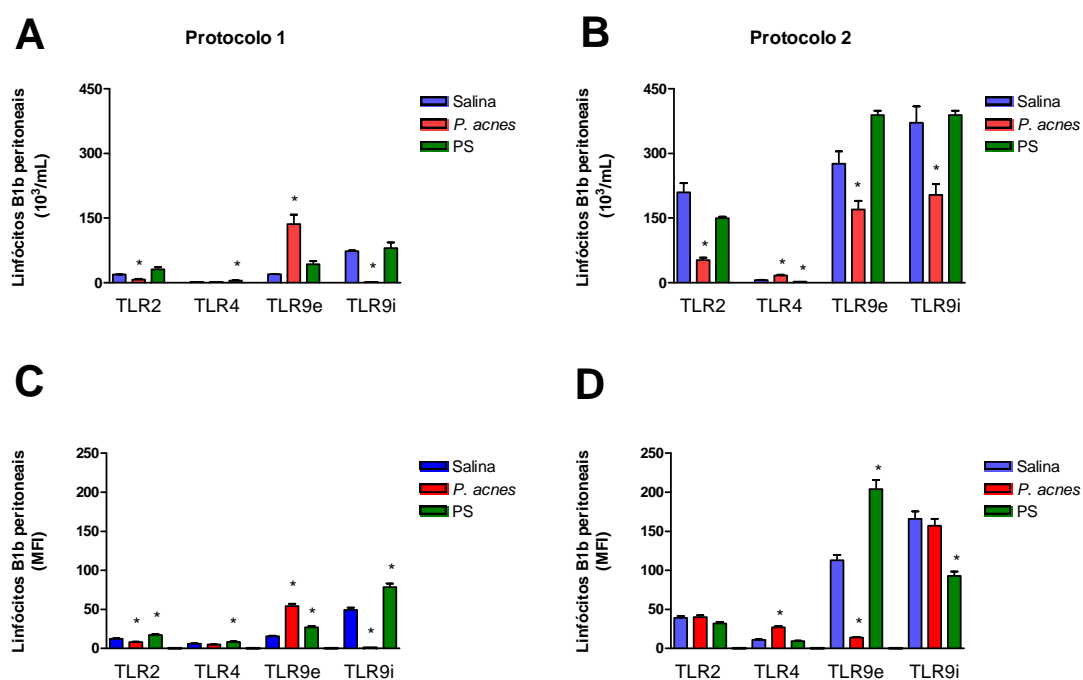 A
Protocolo 1
Linfócitos B1b peritoneais
(10³/mL)
450
300
150
0
*
*
*
*
TLR2 TLR4 TLR9e TLR9i
Salina
P. acnes
PS
B
Protocolo 2
Linfócitos B1b peritoneais
(10³/mL)
450
300
150
0
*
*
*
*
*
TLR2 TLR4 TLR9e TLR9i
Salina
P. acnes
PS
C
Linfócitos B1b peritoneais
(MFI)
250
200
150
100
50
0
*
*
*
*
*
*
*
TLR2 TLR4 TLR9e TLR9i
Salina
P. acnes
PS
D
Linfócitos B1b peritoneais
(MFI)
250
200
150
100
50
0
*
*
*
*
TLR2 TLR4 TLR9e TLR9i
Salina
P. acnes
PS